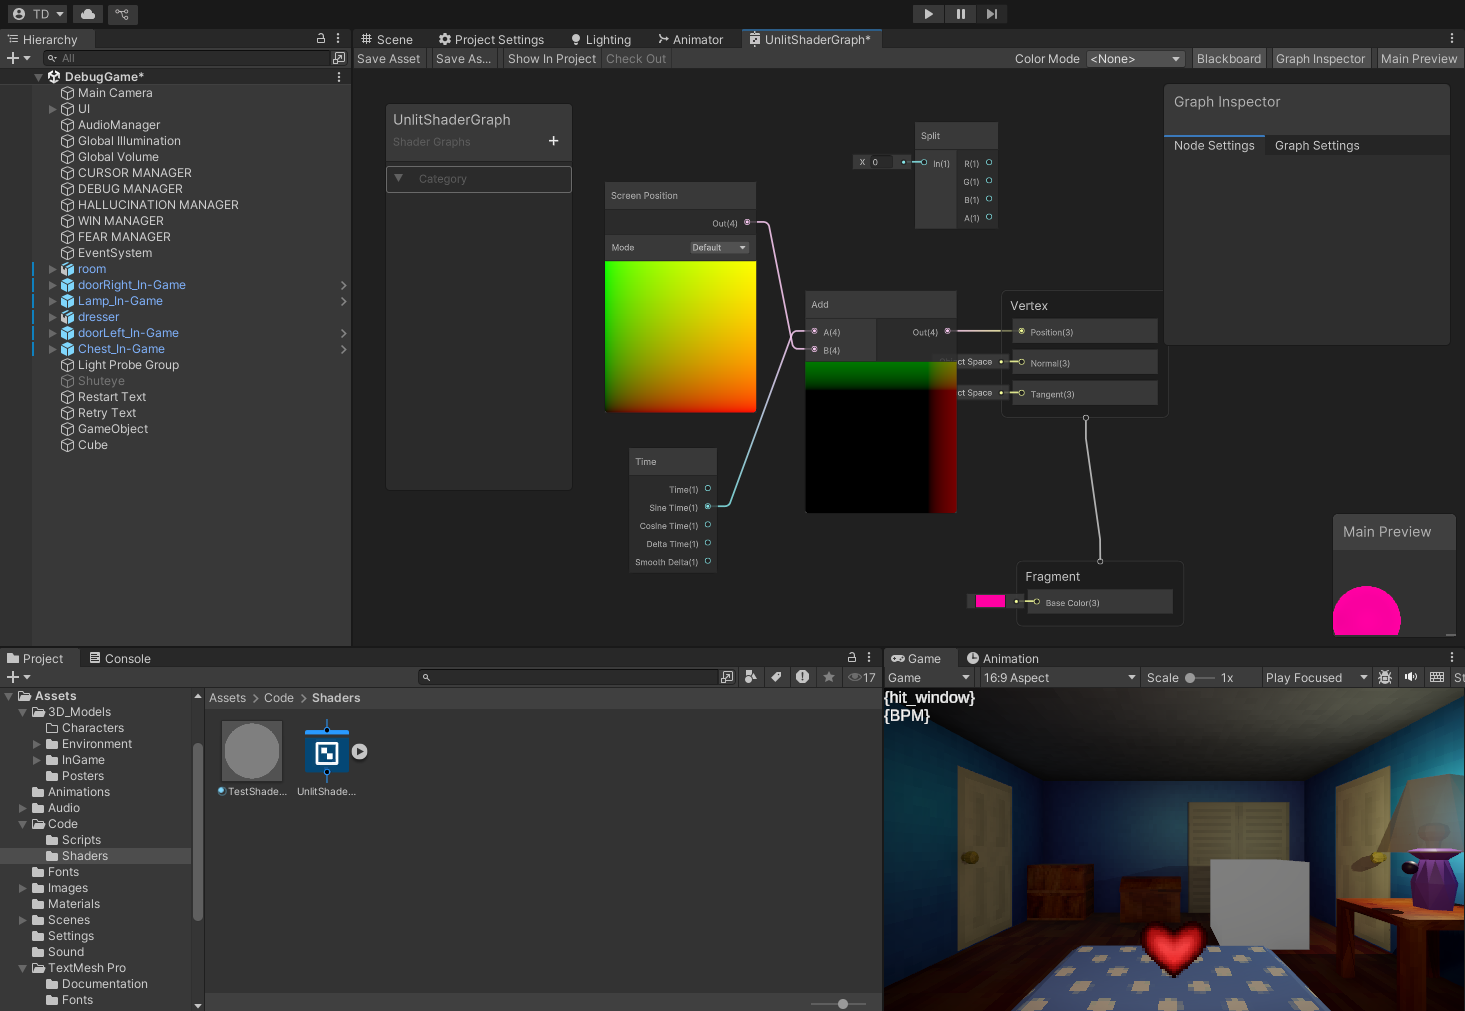 TD
Hierarchy
All
DebugGame*
Main Camera
UI
AudioManager
Global Illumination
Global Volume
CURSOR MANAGER
DEBUG MANAGER
HALLUCINATION MANAGER
WIN MANAGER
FEAR MANAGER
EventSystem
room
doorRight_In-Game
Lamp_In-Game
dresser
doorLeft_In-Game
Chest_In-Game
Light Probe Group
Shuteye
Restart Text
Retry Text
GameObject
Cube
Scene
Project Settings
Lighting
Animator
UnlitShaderGraph*
Save Asset
Save As...
Show In Project
Check Out
Color Mode
<None>
Blackboard
Graph Inspector
Main Preview
UnlitShaderGraph
Shader Graphs
Category
Screen Position
Out(4)
Mode
Default
Time
Time(1)
Sine Time(1)
Cosine Time(1)
Delta Time(1)
Smooth Delta(1)
Split
X 0
In(1)
R(1)
G(1)
B(1)
A(1)
Add
A(4)
B(4)
Out(4)
Vertex
Position(3)
ct Space
Normal(3)
ct Space
Tangent(3)
Fragment
Base Color(3)
Graph Inspector
Node Settings
Graph Settings
Main Preview
Project
Console
17
Assets
3D_Models
Characters
Environment
InGame
Posters
Animations
Audio
Code
Scripts
Shaders
Fonts
Images
Materials
Scenes
Settings
Sound
TextMesh Pro
Documentation
Fonts
Assets > Code > Shaders
TestShade...
UnlitShade...
Game
Animation
Game
16:9 Aspect
Scale
1x
Play Focused
St
{hit_window}
{BPM}